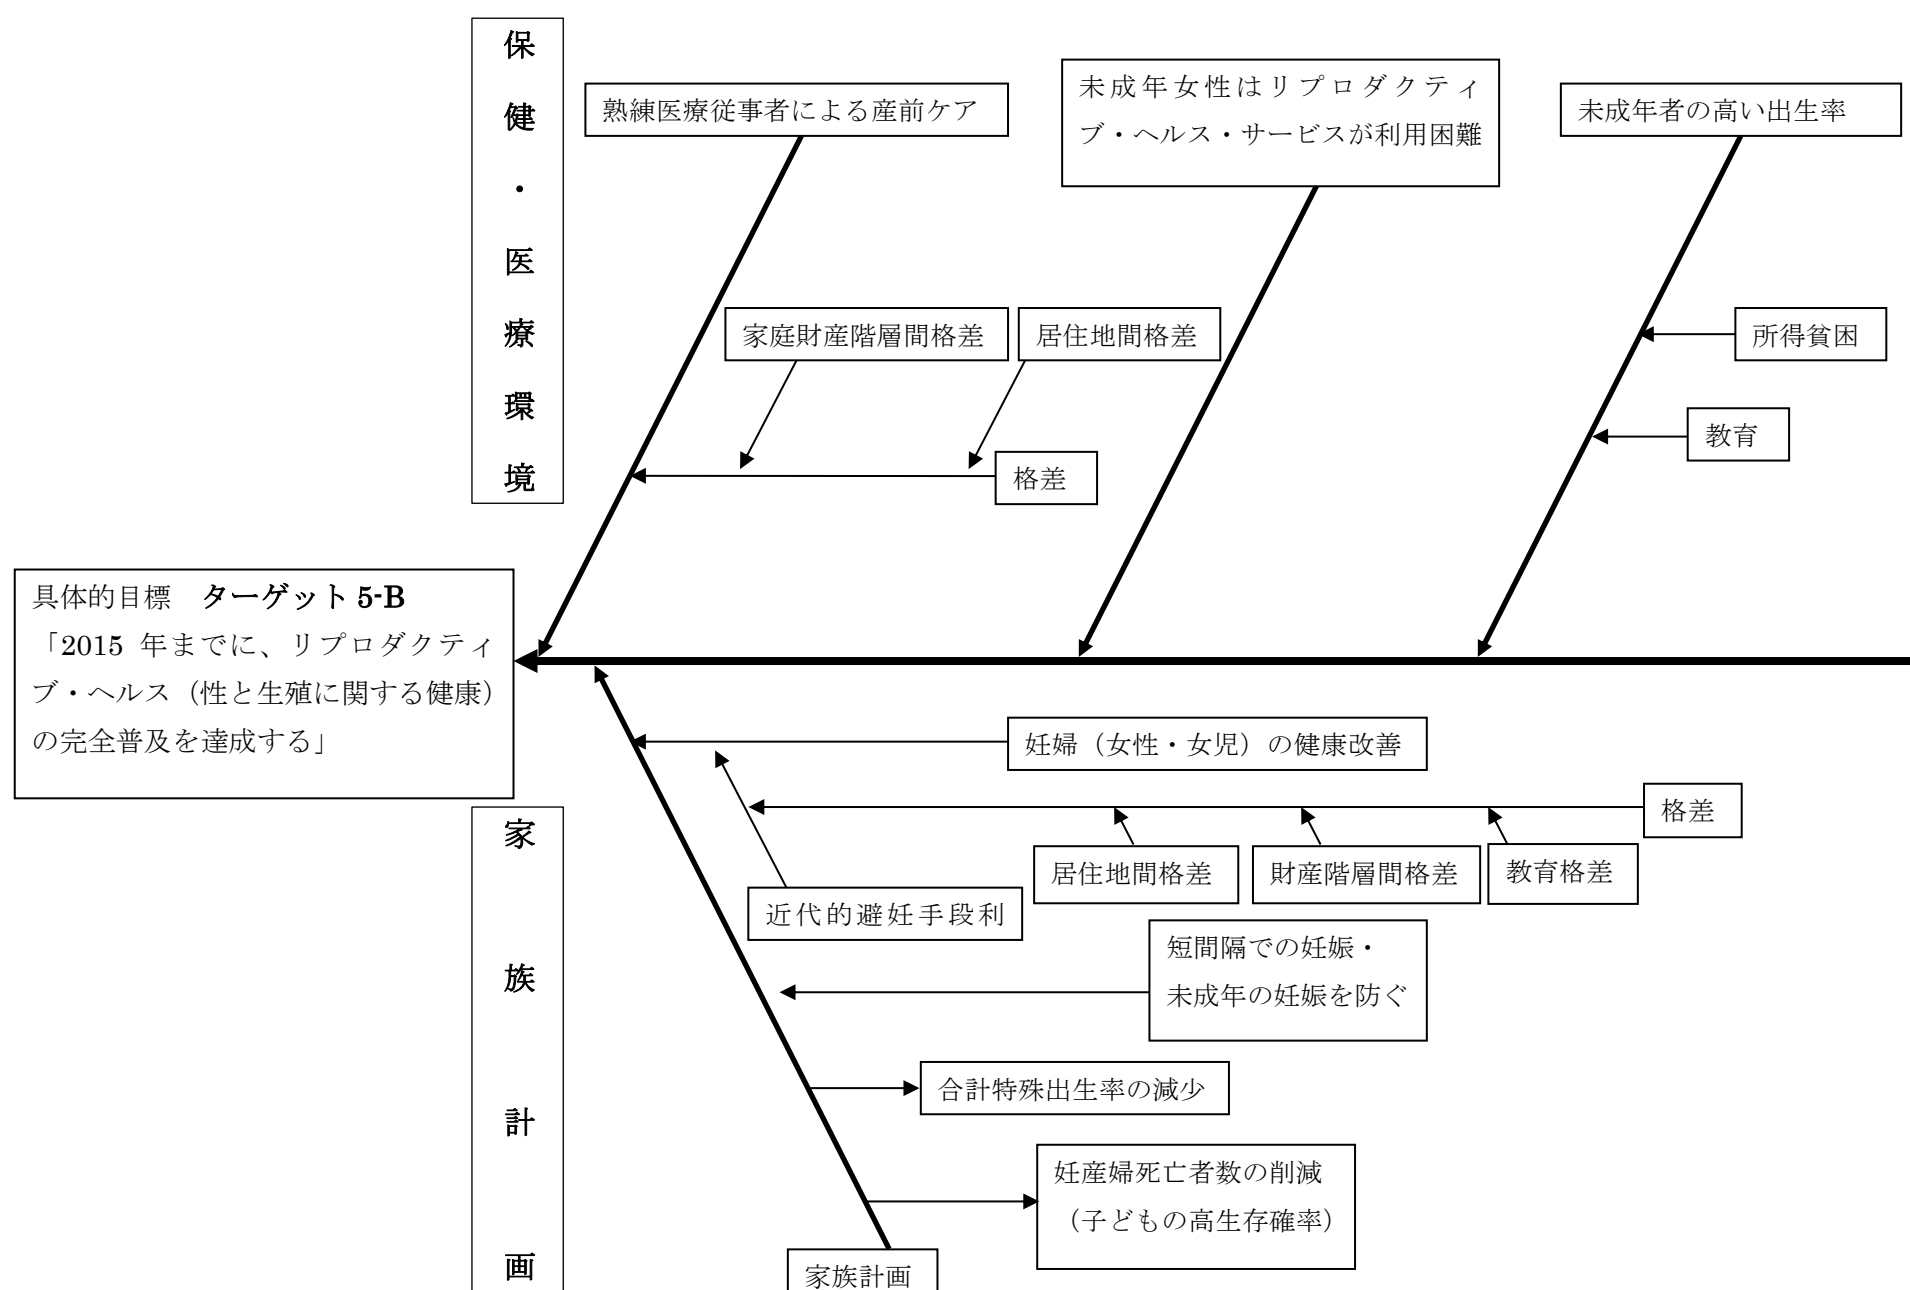 保健・医療環境
熟練医療従事者による産前ケア
未成年女性はリプロダクティ
ブ・ヘルス・サービスが利用困難
未成年者の高い出生率
家庭財産階層間格差
居住地間格差
所得貧困
教育
格差
具体的目標　ターゲット 5-B
「2015 年までに、リプロダクティ
ブ・ヘルス（性と生殖に関する健康）
の完全普及を達成する」
家族計画
妊婦（女性・女児）の健康改善
格差
居住地間格差
財産階層間格差
教育格差
近代的避妊手段利
短間隔での妊娠・
未成年の妊娠を防ぐ
合計特殊出生率の減少
妊産婦死亡者数の削減
（子どもの高生存確率）
家族計画